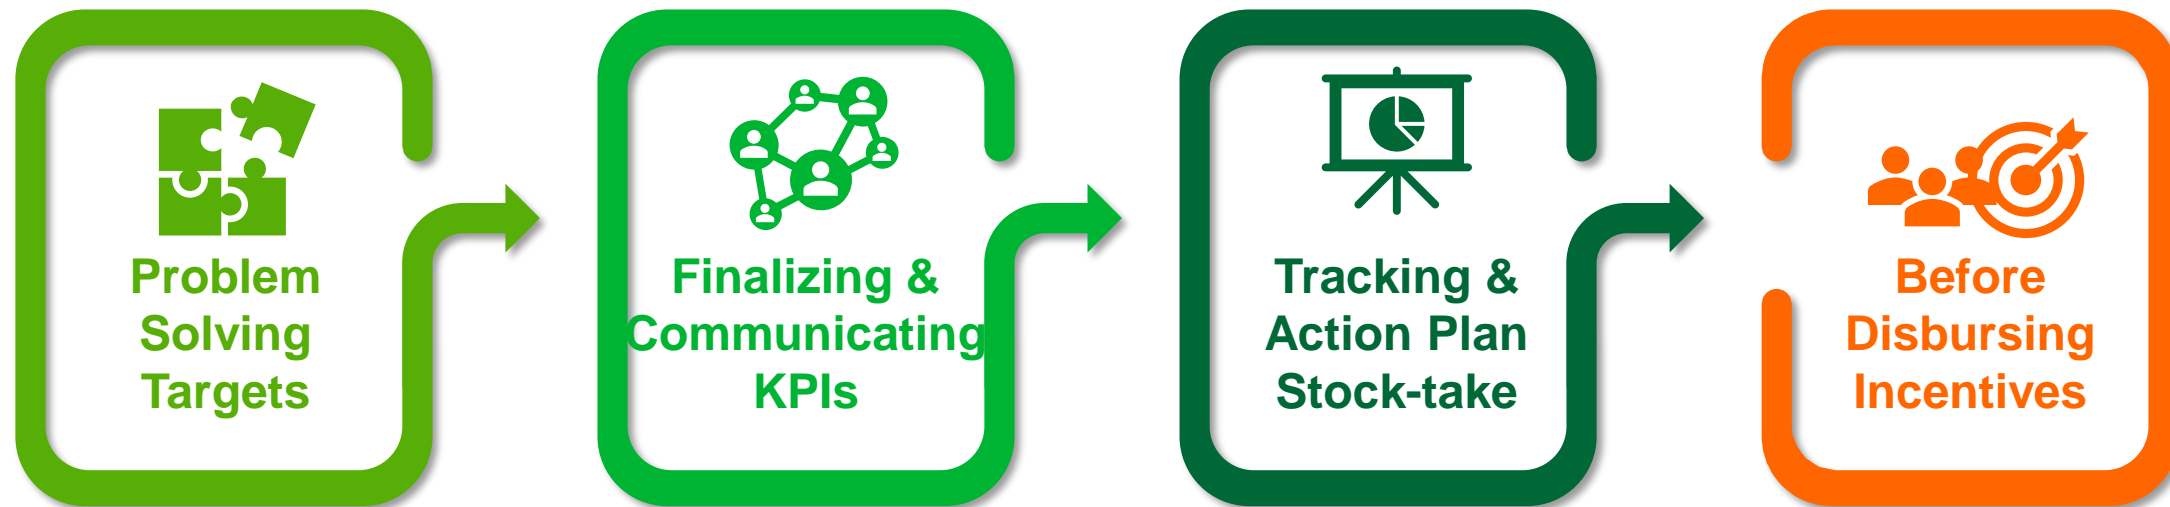 Problem
Solving
Targets
Finalizing &
Communicating
KPIs
Tracking &
Action Plan
Stock-take
Before
Disbursing
Incentives